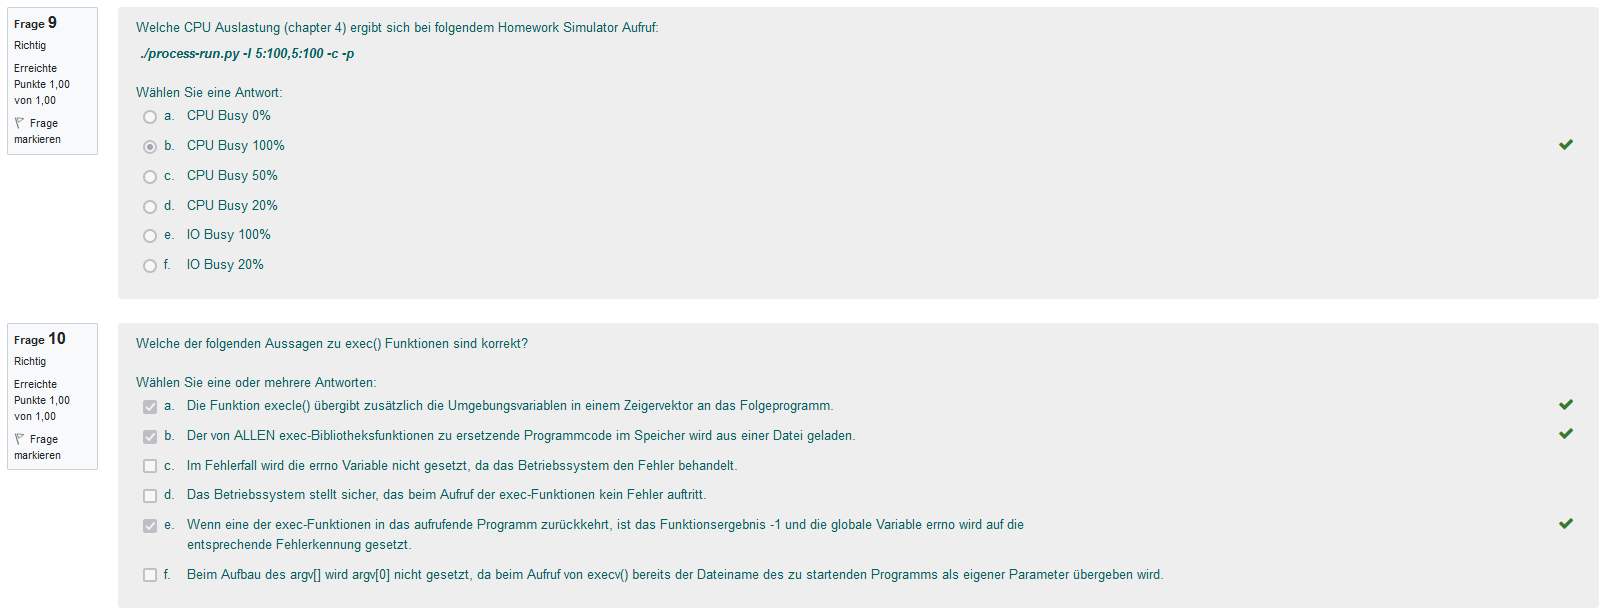 Frage 9
Richtig
Erreichte
Punkte 1,00
von 1,00
Frage
markieren
Welche CPU Auslastung (chapter 4) ergibt sich bei folgendem Homework Simulator Aufruf:
./process-run.py -l 5:100,5:100 -c -p
Wählen Sie eine Antwort:
a. CPU Busy 0%
b. CPU Busy 100%
c. CPU Busy 50%
d. CPU Busy 20%
e. IO Busy 100%
f. IO Busy 20%
Frage 10
Richtig
Erreichte
Punkte 1,00
von 1,00
Frage
markieren
Welche der folgenden Aussagen zu exec() Funktionen sind korrekt?
Wählen Sie eine oder mehrere Antworten:
a. Die Funktion execle() übergibt zusätzlich die Umgebungsvariablen in einem Zeigervektor an das Folgeprogramm.
b. Der von ALLEN exec-Bibliotheksfunktionen zu ersetzende Programmcode im Speicher wird aus einer Datei geladen.
c. Im Fehlerfall wird die errno Variable nicht gesetzt, da das Betriebssystem den Fehler behandelt.
d. Das Betriebssystem stellt sicher, das beim Aufruf der exec-Funktionen kein Fehler auftritt.
e. Wenn eine der exec-Funktionen in das aufrufende Programm zurückkehrt, ist das Funktionsergebnis -1 und die globale Variable errno wird auf die
entsprechende Fehlerkennung gesetzt.
f. Beim Aufbau des argv[] wird argv[0] nicht gesetzt, da beim Aufruf von execv() bereits der Dateiname des zu startenden Programms als eigener Parameter übergeben wird.